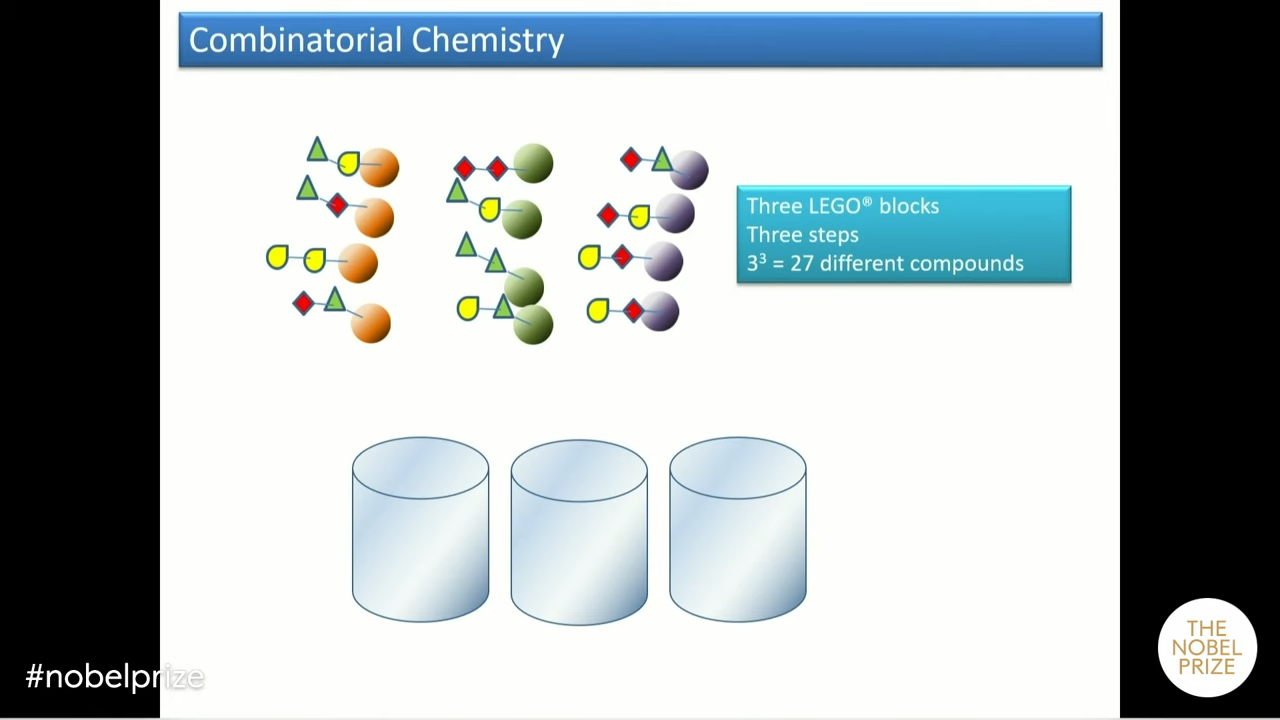 Combinatorial Chemistry
Three LEGO® blocks
Three steps
3³ = 27 different compounds
THE
NOBEL
PRIZE
#nobelprize